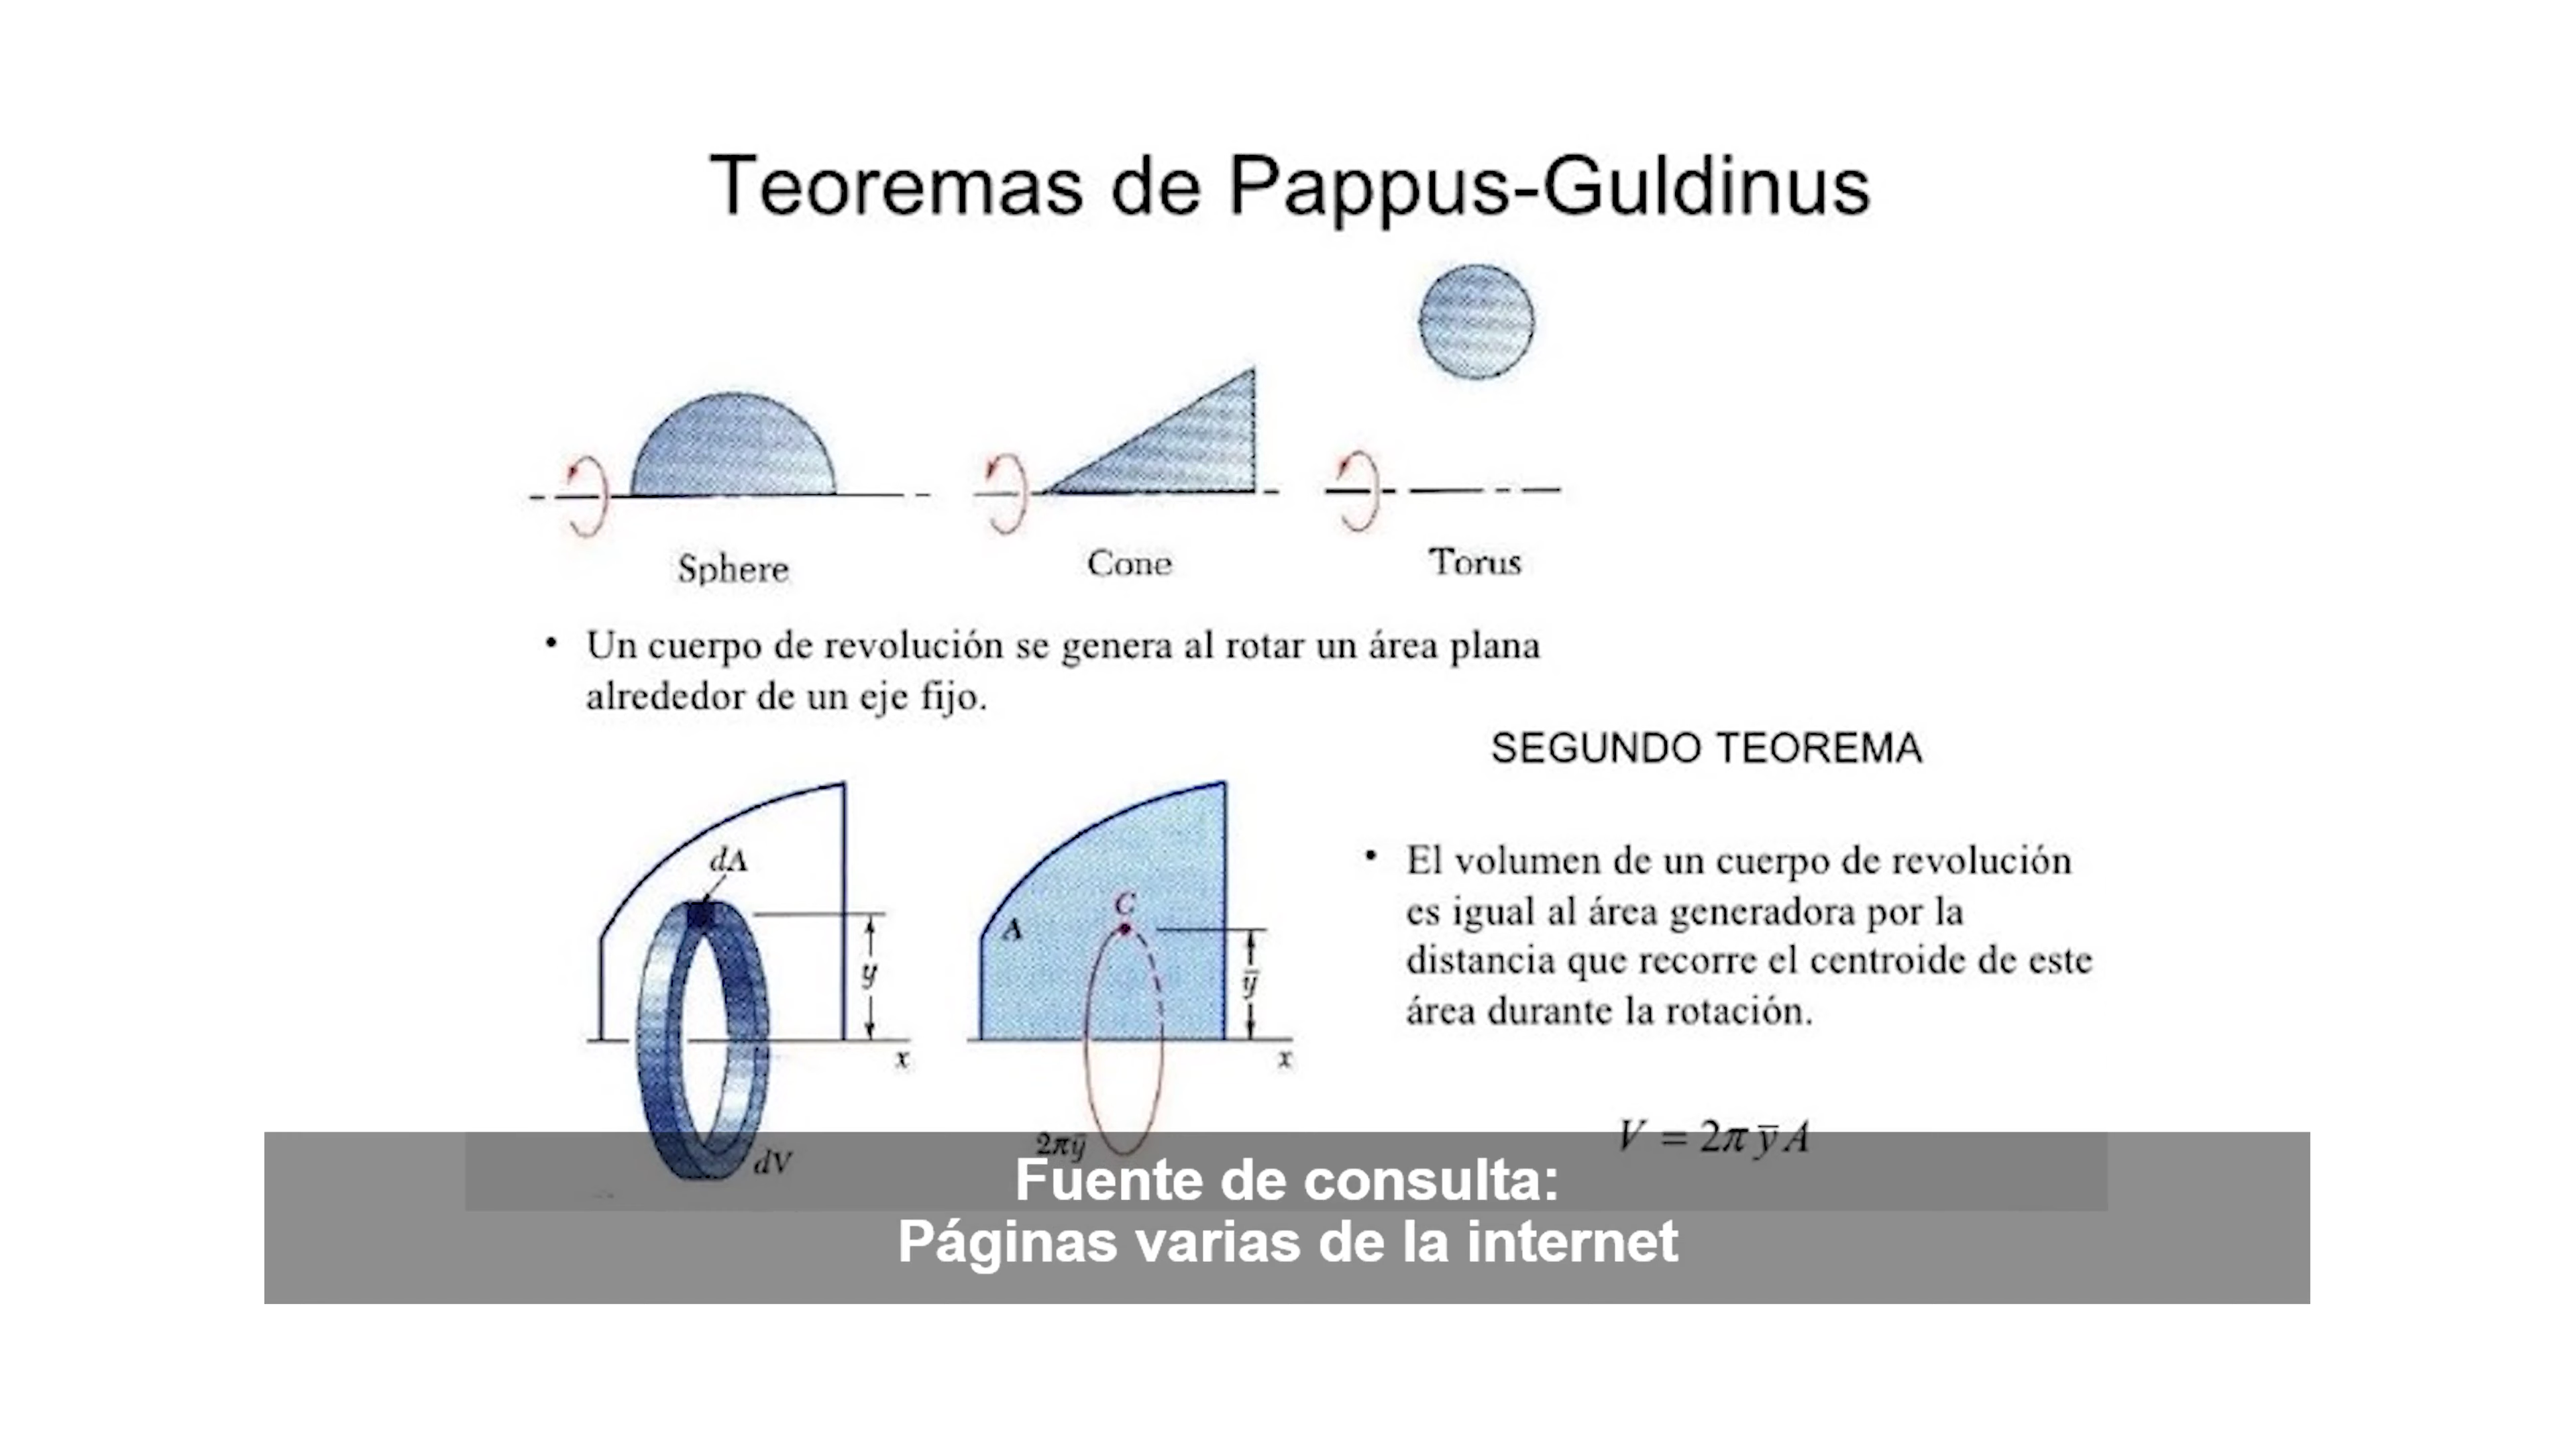 Teoremas de Pappus-Guldinus
Sphere
Cone
Torus
• Un cuerpo de revolución se genera al rotar un área plana
alrededor de un eje fijo.
SEGUNDO TEOREMA
• El volumen de un cuerpo de revolución
es igual al área generadora por la
distancia que recorre el centroide de este
área durante la rotación.
dA
y
x
dV
A
C
ȳ
x
2πȳ
V = 2π ȳ A
Fuente de consulta:
Páginas varias de la internet